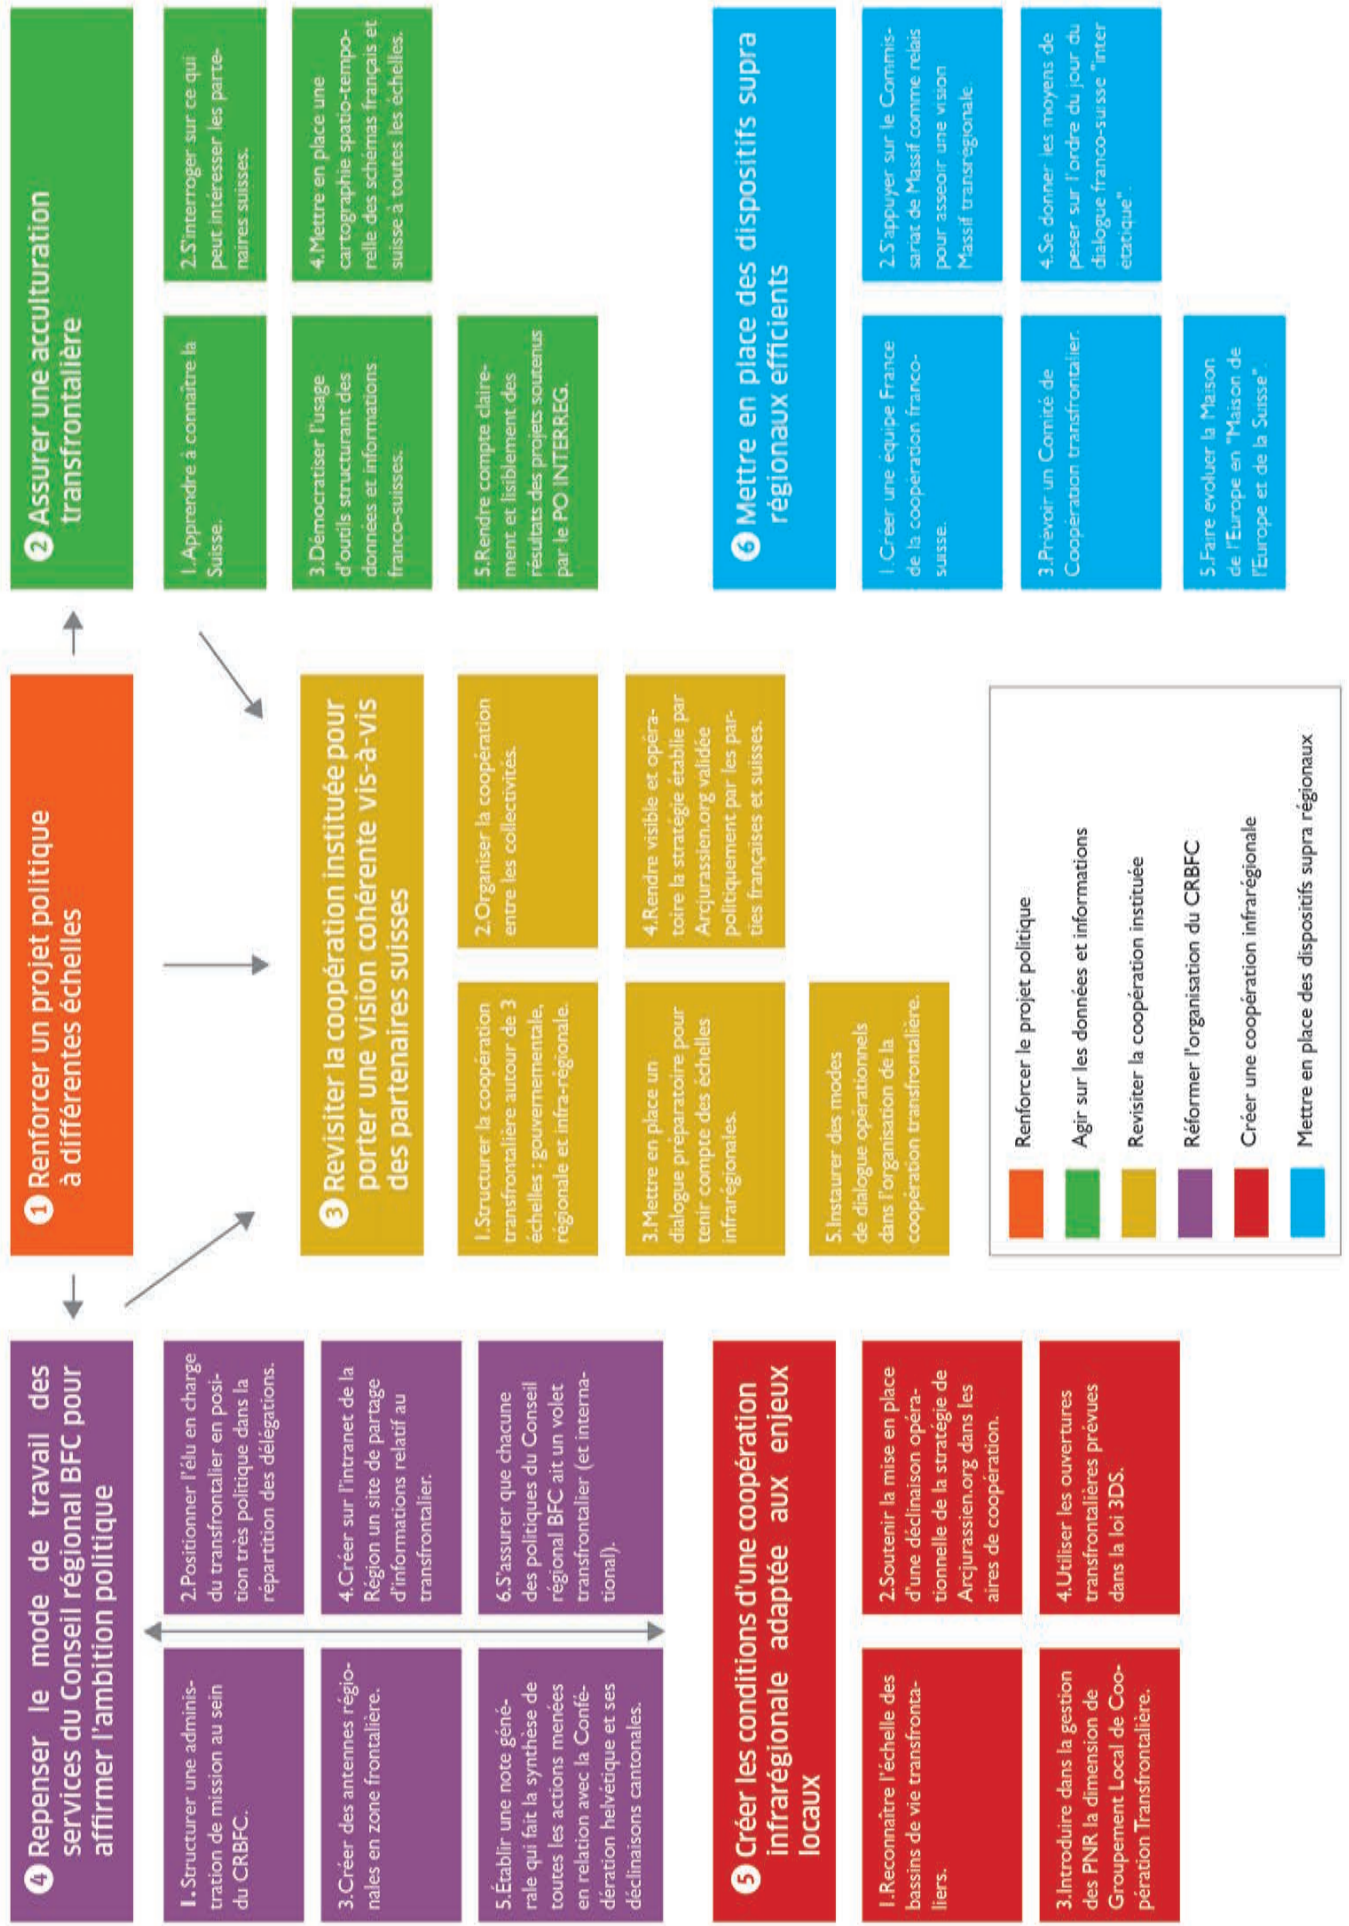 4 Repenser le mode de travail des
services du Conseil régional BFC pour
affirmer l'ambition politique
1.Structurer une adminis-
tration de mission au sein
du CRBFC.
2.Positionner l'élu en charge
du transfrontalier en posi-
tion très politique dans la
répartition des délégations.
3.Créer des antennes régio-
nales en zone frontalière.
4.Créer sur l'intranet de la
Région un site de partage
d'informations relatif au
transfrontalier.
5.Établir une note géné-
rale qui fait la synthèse de
toutes les actions menées
en relation avec la Confé-
dération helvétique et ses
déclinaisons cantonales.
6.S'assurer que chacune
des politiques du Conseil
régional BFC ait un volet
transfrontalier (et interna-
tional).
1 Renforcer un projet politique
à différentes échelles
2 Assurer une acculturation
transfrontalière
1.Apprendre à connaître la
Suisse.
2.S'interroger sur ce qui
peut intéresser les parte-
naires suisses.
3.Démocratiser l'usage
d'outils structurant des
données et informations
franco-suisses.
4.Mettre en place une
cartographie spatio-tempo-
relle des schémas français et
suisse à toutes les échelles.
5.Rendre compte claire-
ment et lisiblement des
résultats des projets soutenus
par le PO INTERREG.
3 Revisiter la coopération instituée pour
porter une vision cohérente vis-à-vis
des partenaires suisses
1.Structurer la coopération
transfrontalière autour de 3
échelles : gouvernementale,
régionale et infra-régionale.
2.Organiser la coopération
entre les collectivités.
3.Mettre en place un
dialogue préparatoire pour
tenir compte des échelles
infrarégionales.
4.Rendre visible et opéra-
toire la stratégie établie par
Arcjurassien.org validée
politiquement par les par-
ties françaises et suisses.
5.Instaurer des modes
de dialogue opérationnels
dans l'organisation de la
coopération transfrontalière.
5 Créer les conditions d'une coopération
infrarégionale adaptée aux enjeux
locaux
1.Reconnaître l'échelle des
bassins de vie transfronta-
liers.
2.Soutenir la mise en place
d'une déclinaison opéra-
tionnelle de la stratégie de
Arcjurassien.org dans les
aires de coopération.
3.Introduire dans la gestion
des PNR la dimension de
Groupement Local de Coo-
pération Transfrontalière.
4.Utiliser les ouvertures
transfrontalières prévues
dans la loi 3DS.
6 Mettre en place des dispositifs supra
régionaux efficients
1.Créer une équipe France
de la coopération franco-
suisse.
2.S'appuyer sur le Commis-
sariat de Massif comme relais
pour asseoir une vision
Massif transregionale.
3.Prévoir un Comité de
Coopération transfrontalier.
4.Se donner les moyens de
peser sur l'ordre du jour du
dialogue franco-suisse "inter
etatique".
5.Faire evoluer la Maison
de l'Europe en "Maison de
l'Europe et de la Suisse".
Renforcer le projet politique
Agir sur les données et informations
Revisiter la coopération instituée
Réformer l'organisation du CRBFC
Créer une coopération infrarégionale
Mettre en place des dispositifs supra régionaux